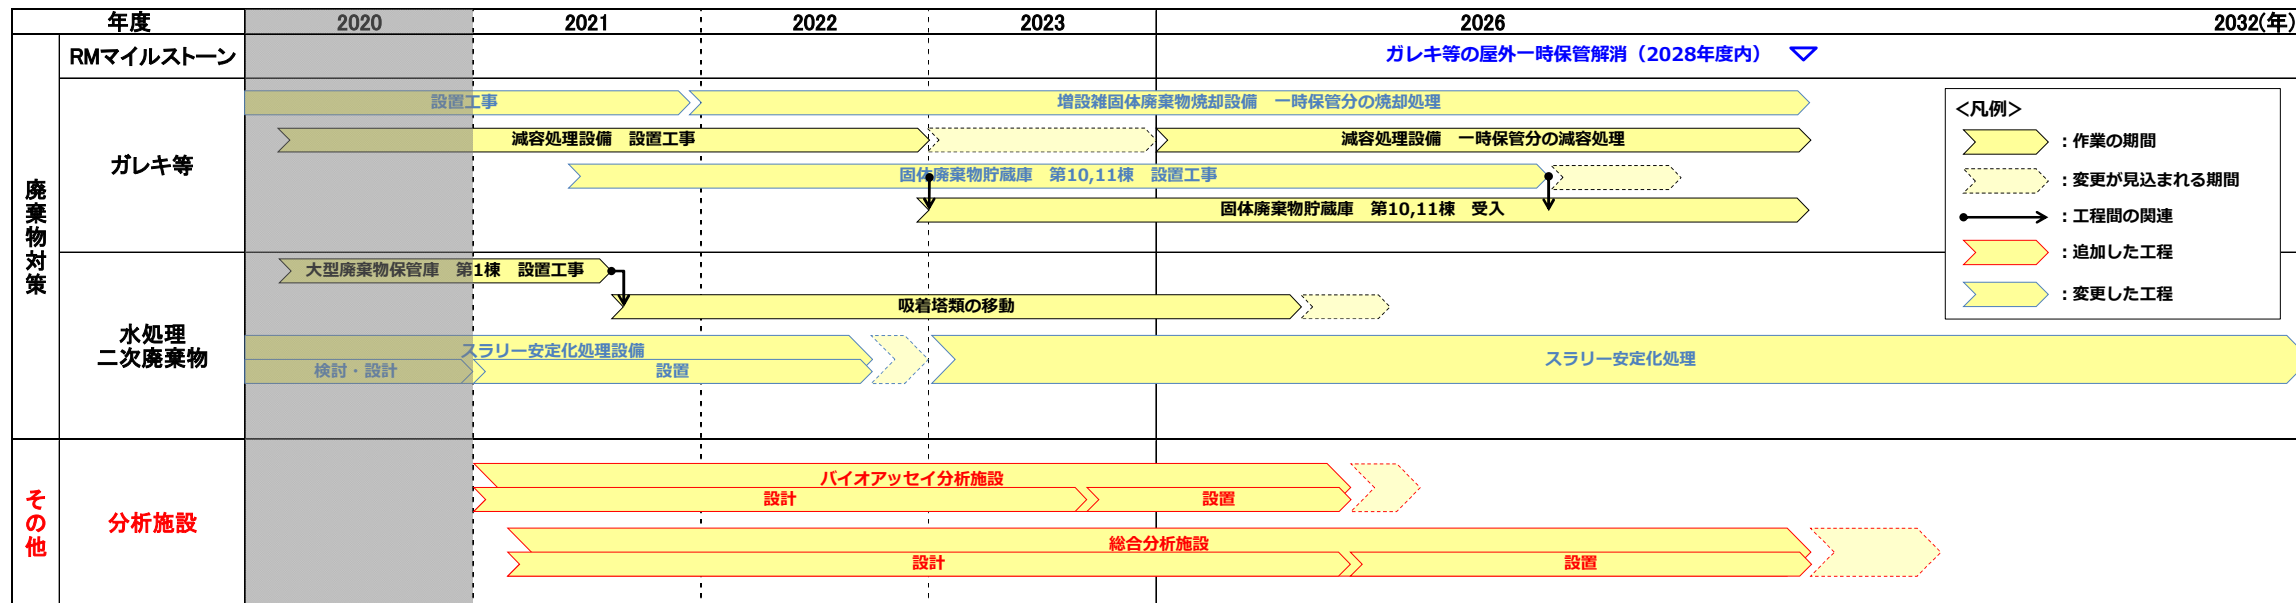 年度 2020 2021 2022 2023 2026 2032(年)
廃棄物対策
RMマイルストーン
ガレキ等の屋外一時保管解消（2028年度内）
ガレキ等
設置工事
増設雑固体廃棄物焼却設備　一時保管分の焼却処理
減容処理設備　設置工事
減容処理設備　一時保管分の減容処理
固体廃棄物貯蔵庫　第10,11棟　設置工事
固体廃棄物貯蔵庫　第10,11棟　受入
水処理
二次廃棄物
大型廃棄物保管庫　第1棟　設置工事
吸着塔類の移動
スラリー安定化処理設備
検討・設計
設置
スラリー安定化処理
その他
分析施設
バイオアッセイ分析施設
設計
設置
総合分析施設
設計
設置
＜凡例＞
：作業の期間
：変更が見込まれる期間
：工程間の関連
：追加した工程
：変更した工程